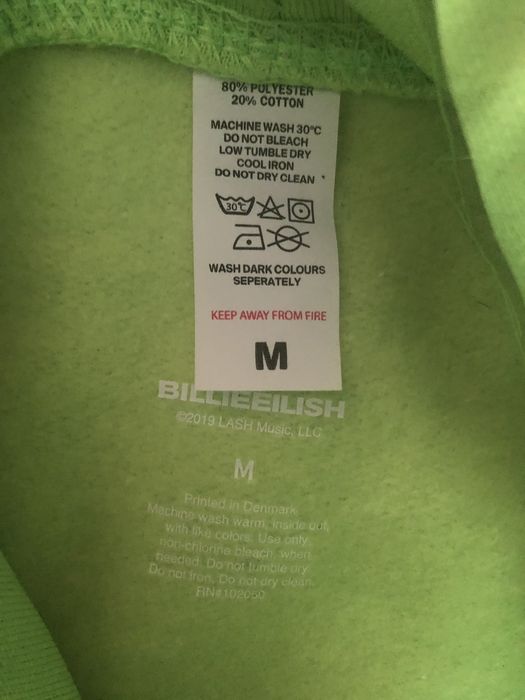 80% POLYESTER
20% COTTON
MACHINE WASH 30°C
DO NOT BLEACH
LOW TUMBLE DRY
COOL IRON
DO NOT DRY CLEAN
30°C
WASH DARK COLOURS
SEPERATELY
KEEP AWAY FROM FIRE
M
BILLIE EILISH
©2019 LASH Music, LLC
M
Printed in Denmark
Machine wash warm, inside out,
with like colors. Use only
non-chlorine bleach, when
needed. Do not tumble dry.
Do not iron. Do not dry clean.
RN#102050